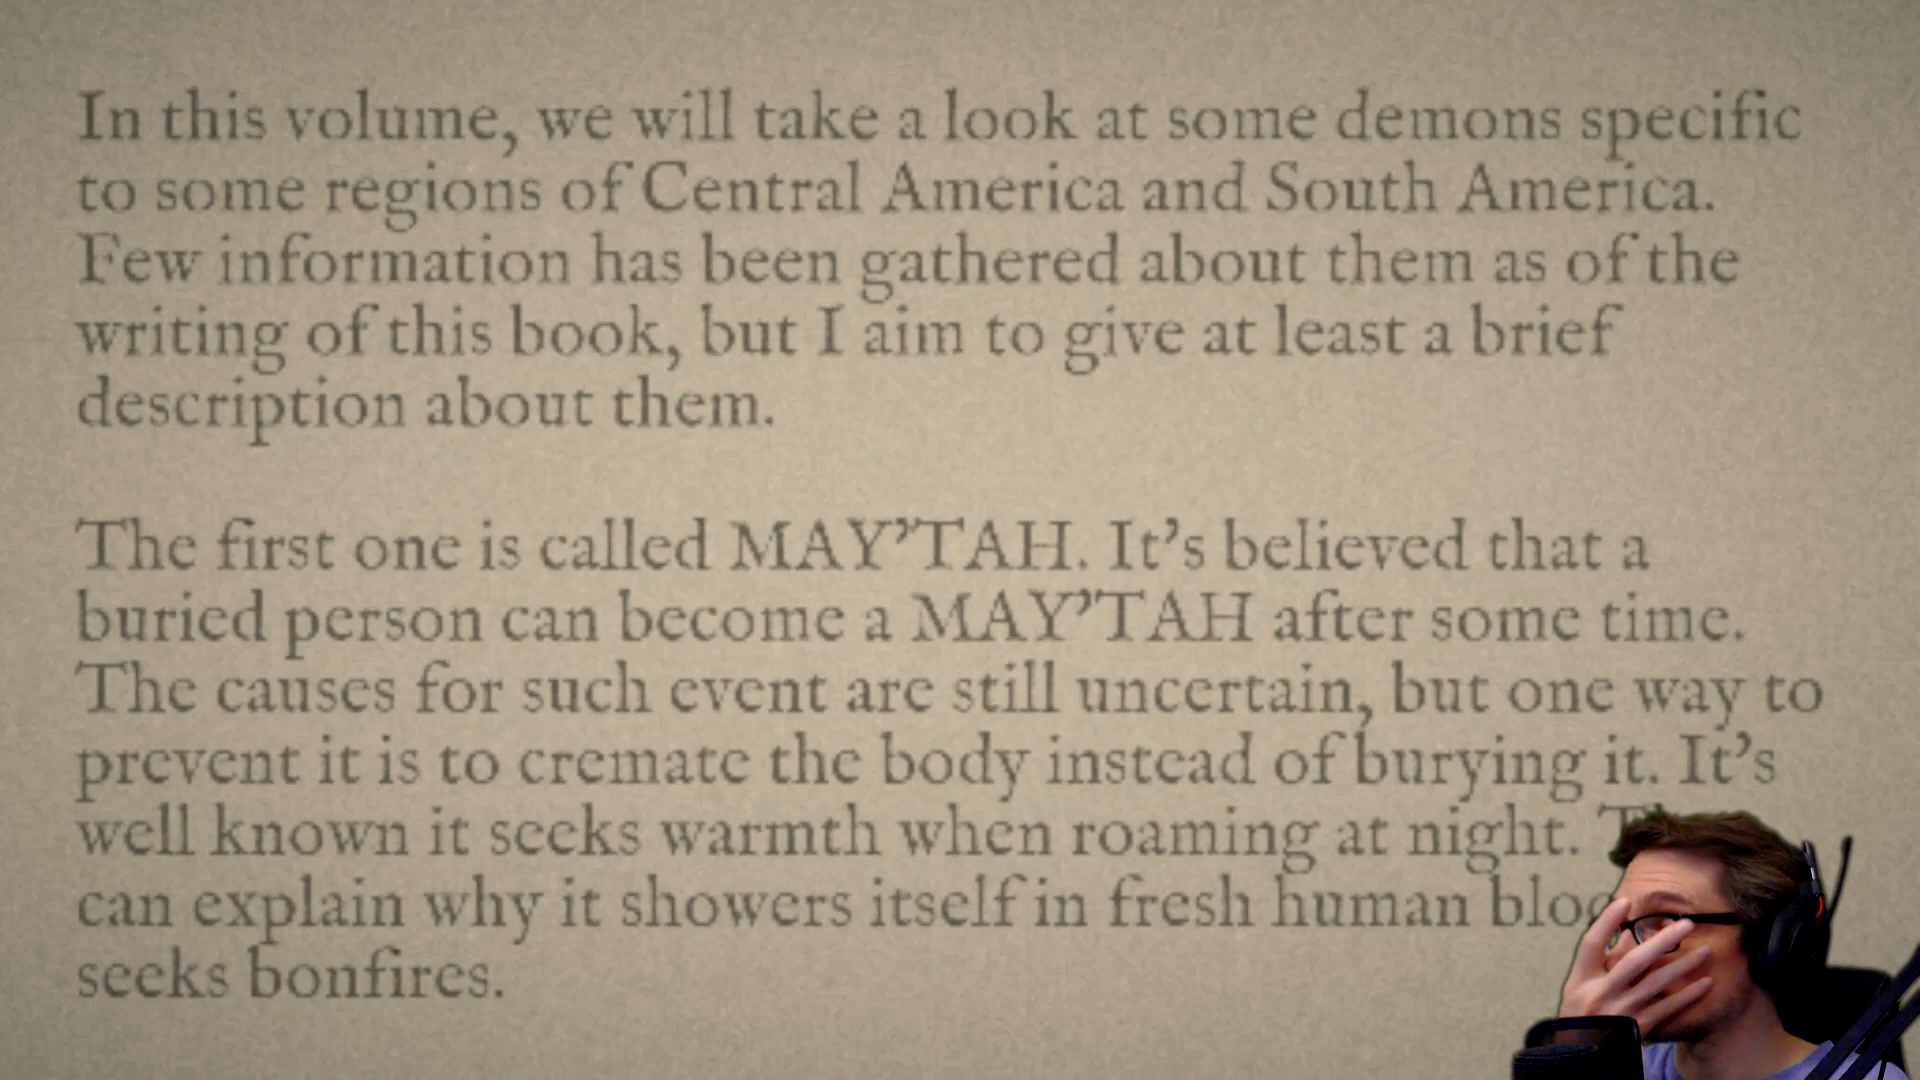 In this volume, we will take a look at some demons specific
to some regions of Central America and South America.
Few information has been gathered about them as of the
writing of this book, but I aim to give at least a brief
description about them.
The first one is called MAY’TAH. It’s believed that a
buried person can become a MAY’TAH after some time.
The causes for such event are still uncertain, but one way to
prevent it is to cremate the body instead of burying it. It’s
well known it seeks warmth when roaming at night.
can explain why it showers itself in fresh human
seeks bonfires.